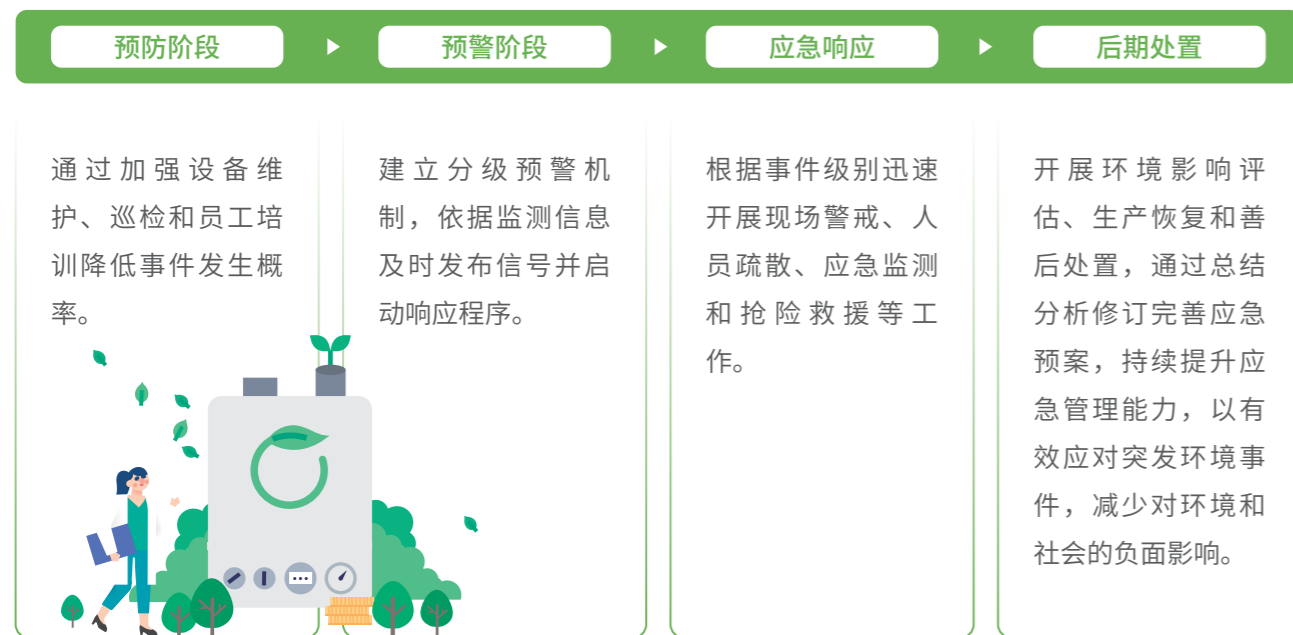 预防阶段
预警阶段
应急响应
后期处置
通过加强设备维
护、巡检和员工培
训降低事件发生概
率。
建立分级预警机
制，依据监测信息
及时发布信号并启
动响应程序。
根据事件级别迅速
开展现场警戒、人
员疏散、应急监测
和抢险救援等工
作。
开展环境影响评
估、生产恢复和善
后处置，通过总结
分析修订完善应急
预案，持续提升应
急管理能力，以有
效应对突发环境事
件，减少对环境和
社会的负面影响。